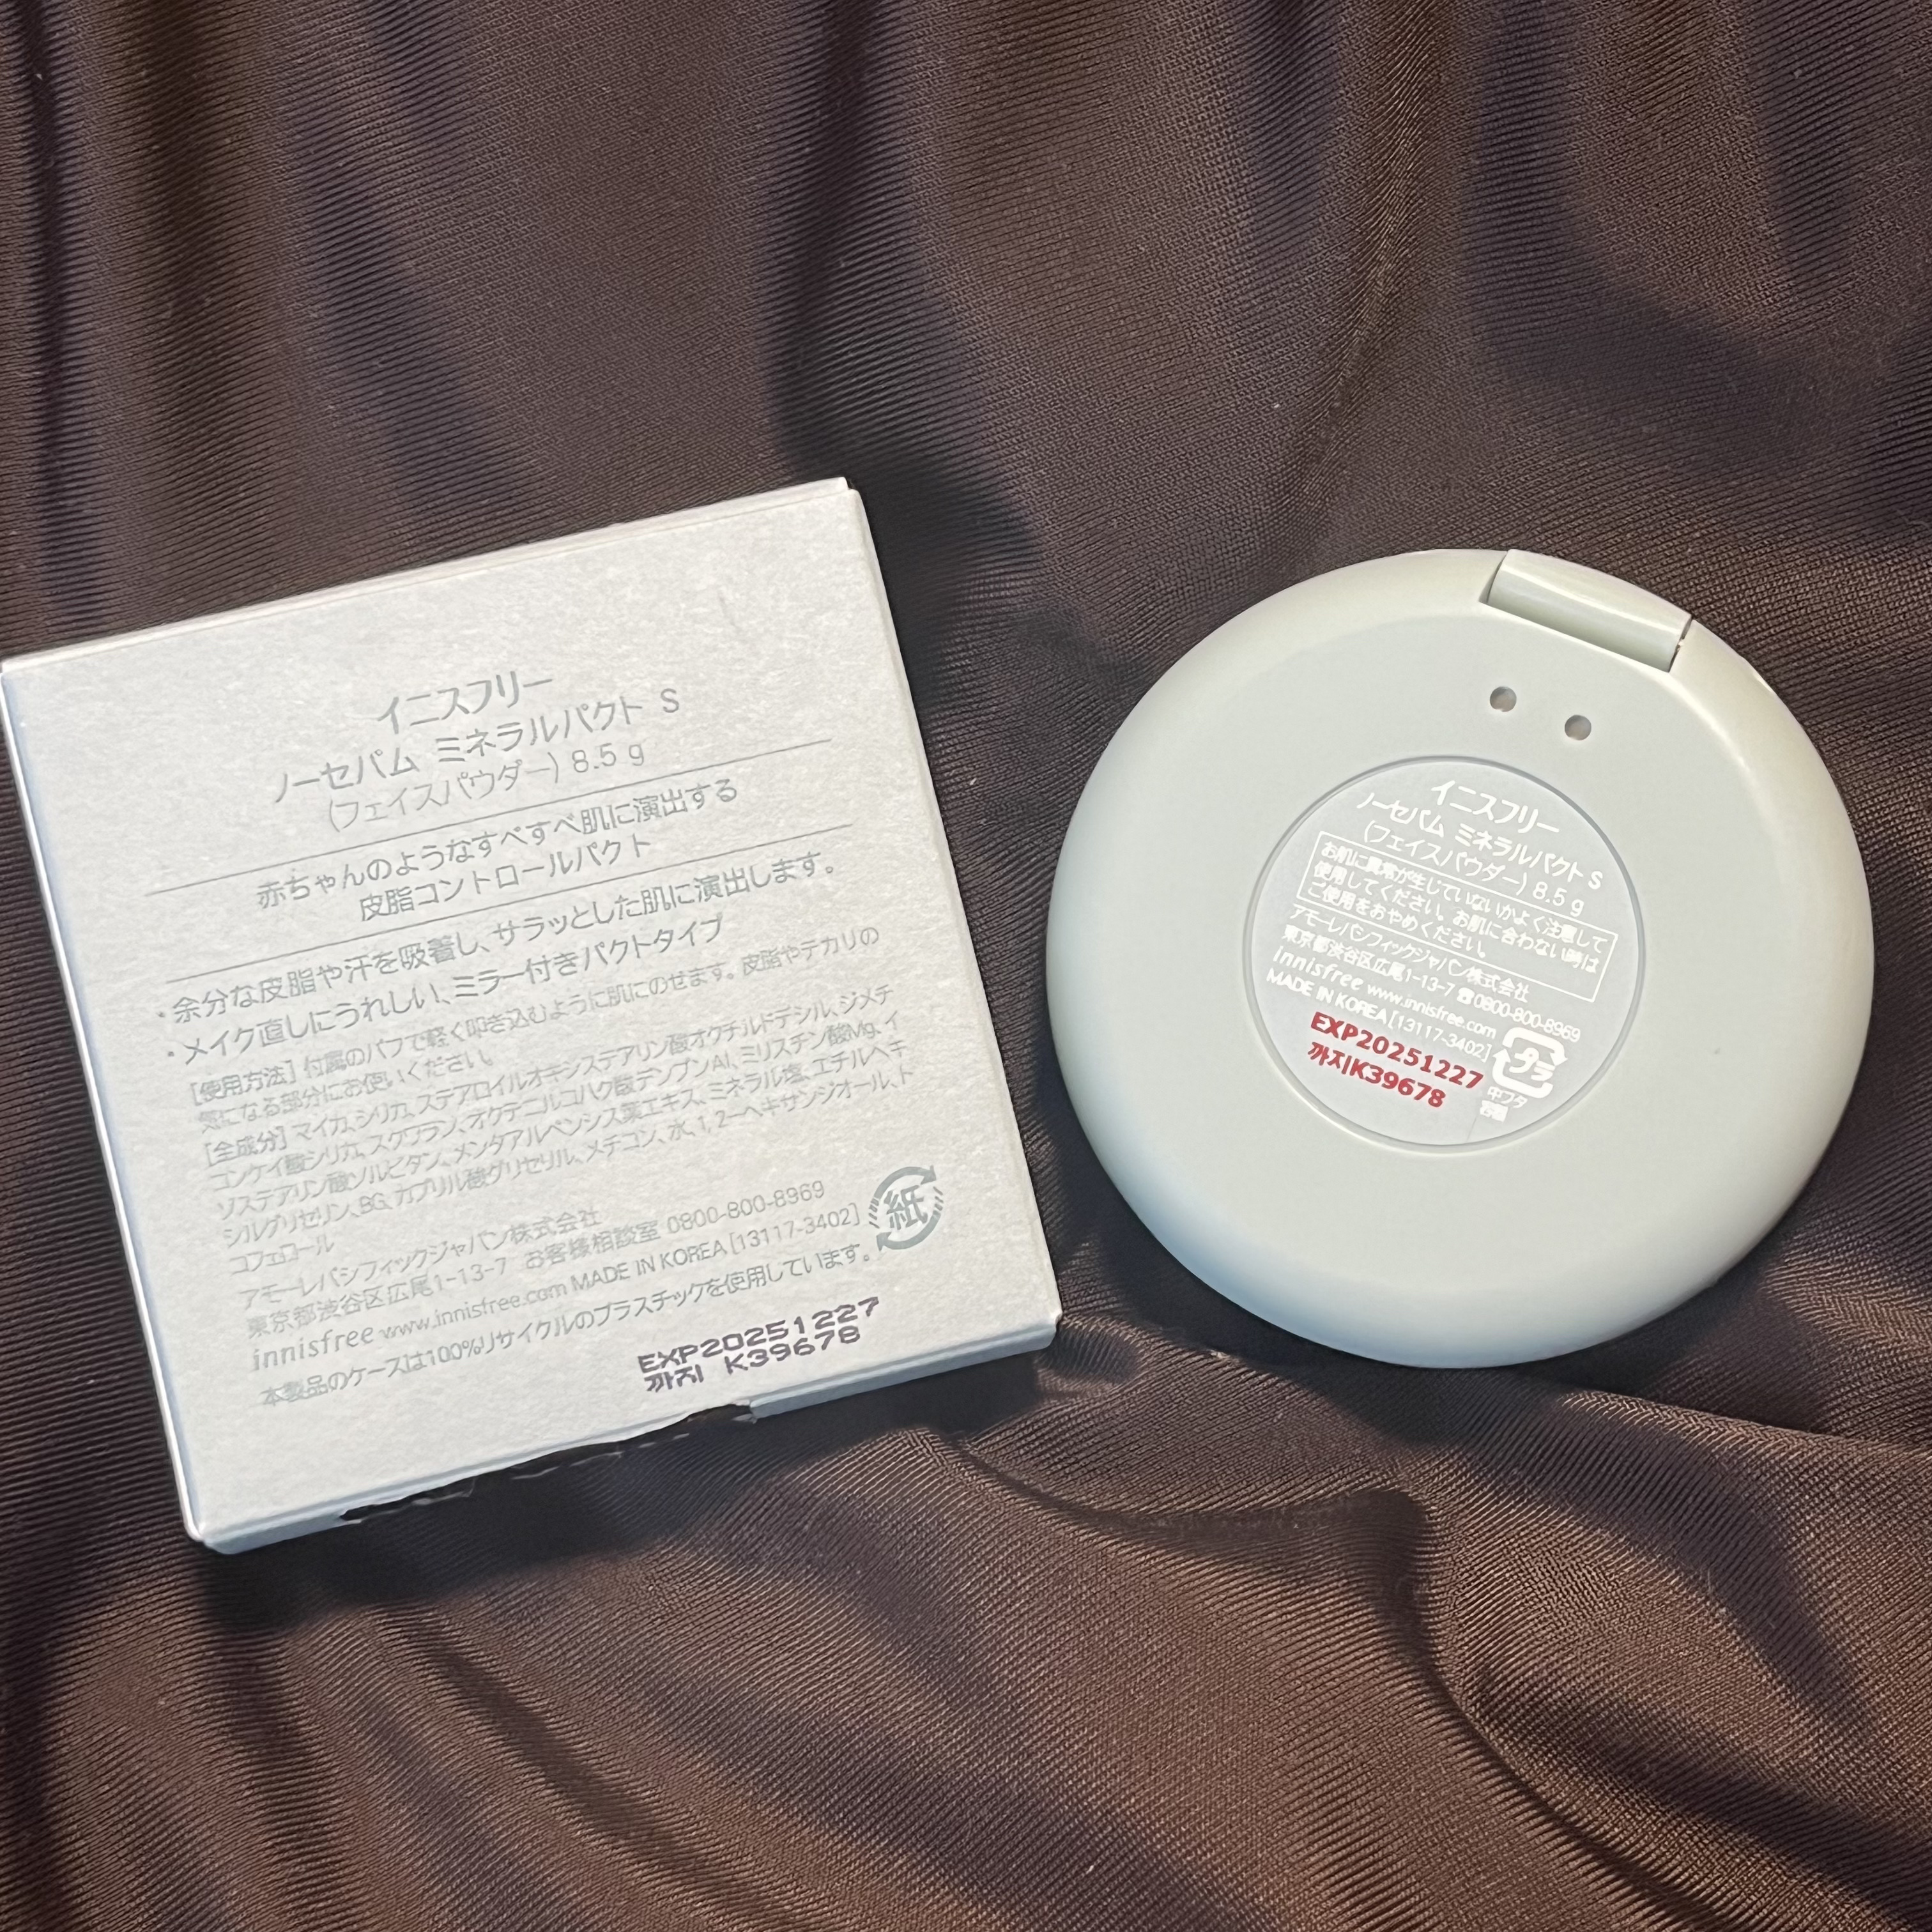 イニスフリー
ノーセバム ミネラルパクト S
(フェイスパウダー) 8.5 g
赤ちゃんのようなすべすべ肌に演出する
皮脂コントロールパクト
・余分な皮脂や汗を吸着し、サラッとした肌に演出します。
・メイク直しにうれしい、ミラー付きパクトタイプ
[使用方法] 付属のパフで軽く叩き込むように肌にのせます。皮脂やテカリの
気になる部分にお使いください。
[全成分] マイカ、シリカ、ステアロイルオキシステアリン酸オクチルドデシル、ジメチ
コンケイ酸シリカ、スクワラン、オクテニルコハク酸デンプンAl、ミリスチン酸Mg、イ
ソステアリン酸ソルビタン、メンタアルベンシス葉エキス、ミネラル塩、エチルヘキ
シルグリセリン、BG、カプリル酸グリセリル、メチコン、水、1,2-ヘキサンジオール、ト
コフェロール
アモーレパシフィックジャパン株式会社
東京都渋谷区広尾1-13-7 お客様相談室 0800-800-8969
innisfree www.innisfree.com MADE IN KOREA [13117-3402]
本製品のケースは100%リサイクルのプラスチックを使用しています。
紙
EXP20251227
까지 K39678
イニスフリー
ノーセバム ミネラルパクト S
(フェイスパウダー) 8.5 g
お肌に異常が生じていないかよく注意して
使用してください。お肌に合わない時は
ご使用をおやめください。
アモーレパシフィックジャパン株式会社
東京都渋谷区広尾1-13-7 ☎0800-800-8969
innisfree www.innisfree.com
MADE IN KOREA [13117-3402]
EXP20251227
까지K39678
プラ
中フタ
容器